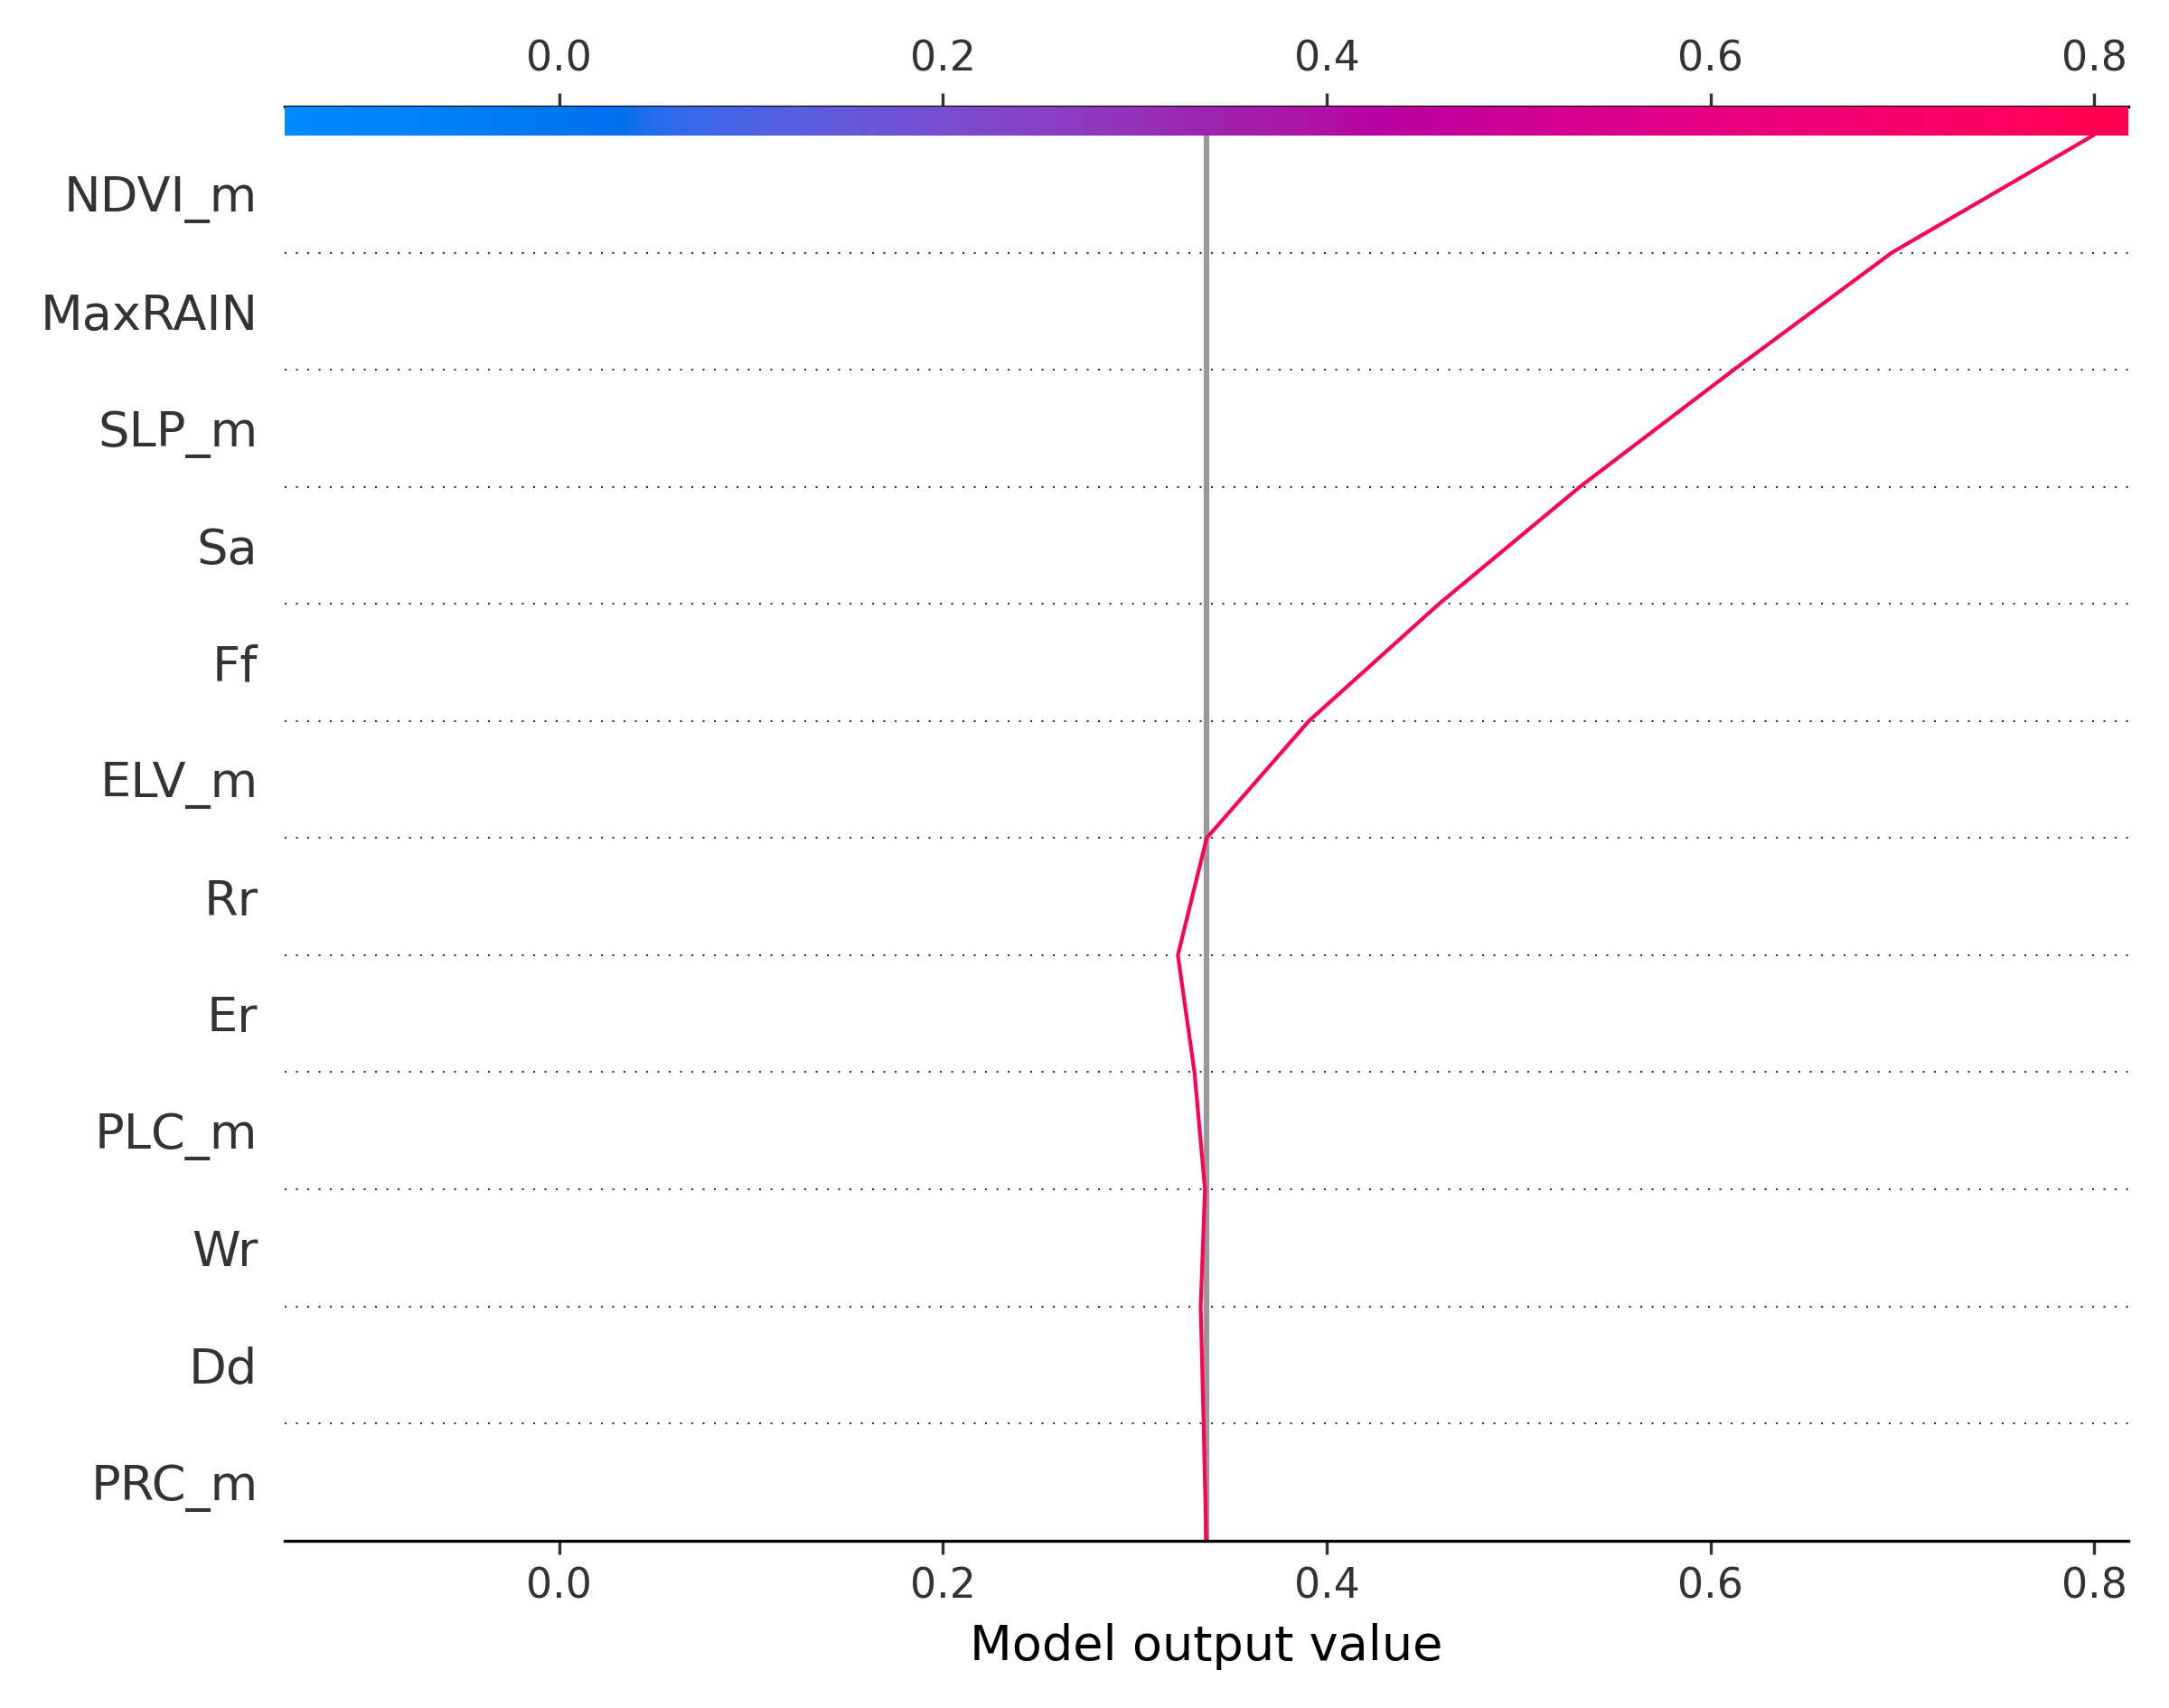 0.0 0.2 0.4 0.6 0.8
NDVI_m
MaxRAIN
SLP_m
Sa
Ff
ELV_m
Rr
Er
PLC_m
Wr
Dd
PRC_m
0.0 0.2 0.4 0.6 0.8
Model output value